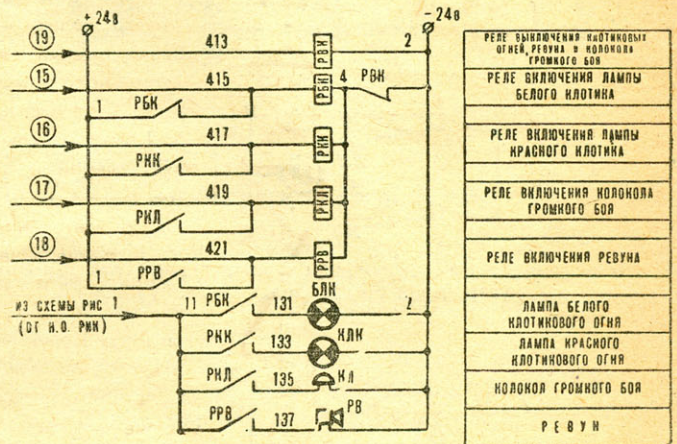 + 24в
- 24в
19
413
РВК
2
РЕЛЕ ВЫКЛЮЧЕНИЯ КЛОТИКОВЫХ
ОГНЕЙ, РЕВУНА И КОЛОКОЛА
ГРОМКОГО БОЯ
15
415
РБК
4
РВК
РЕЛЕ ВКЛЮЧЕНИЯ ЛАМПЫ
БЕЛОГО КЛОТИКА
1
РБК
16
417
РКК
РЕЛЕ ВКЛЮЧЕНИЯ ЛАМПЫ
КРАСНОГО КЛОТИКА
РКК
17
419
РКЛ
РЕЛЕ ВКЛЮЧЕНИЯ КОЛОКОЛА
ГРОМКОГО БОЯ
РКЛ
18
421
РРВ
РЕЛЕ ВКЛЮЧЕНИЯ РЕВУНА
1
РРВ
ИЗ СХЕМЫ РИС 1
(ОТ Н.О. РИК)
11
РБК
131
БЛК
2
ЛАМПА БЕЛОГО
КЛОТИКОВОГО ОГНЯ
РКК
133
КЛК
ЛАМПА КРАСНОГО
КЛОТИКОВОГО ОГНЯ
РКЛ
135
КЛ
КОЛОКОЛ ГРОМКОГО БОЯ
РРВ
137
РВ
РЕВУН